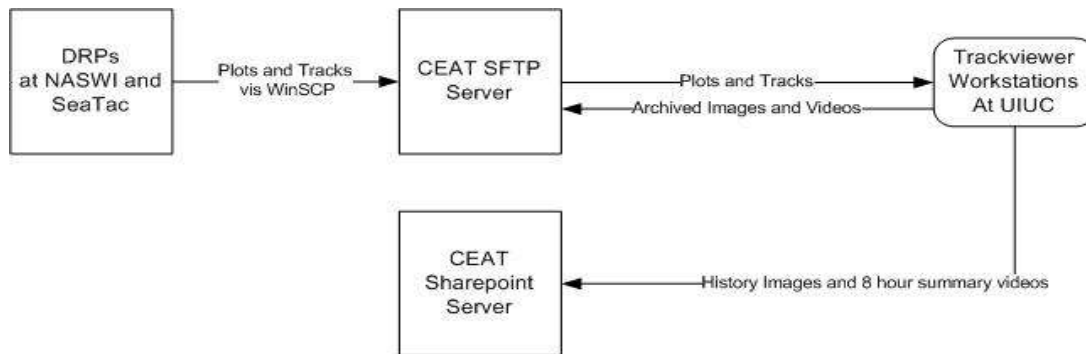 DRPs
at NASWI and
SeaTac
Plots and Tracks
vis WinSCP
CEAT SFTP
Server
Plots and Tracks
Archived Images and Videos
Trackviewer
Workstations
At UIUC
CEAT
Sharepoint
Server
History Images and 8 hour summary videos